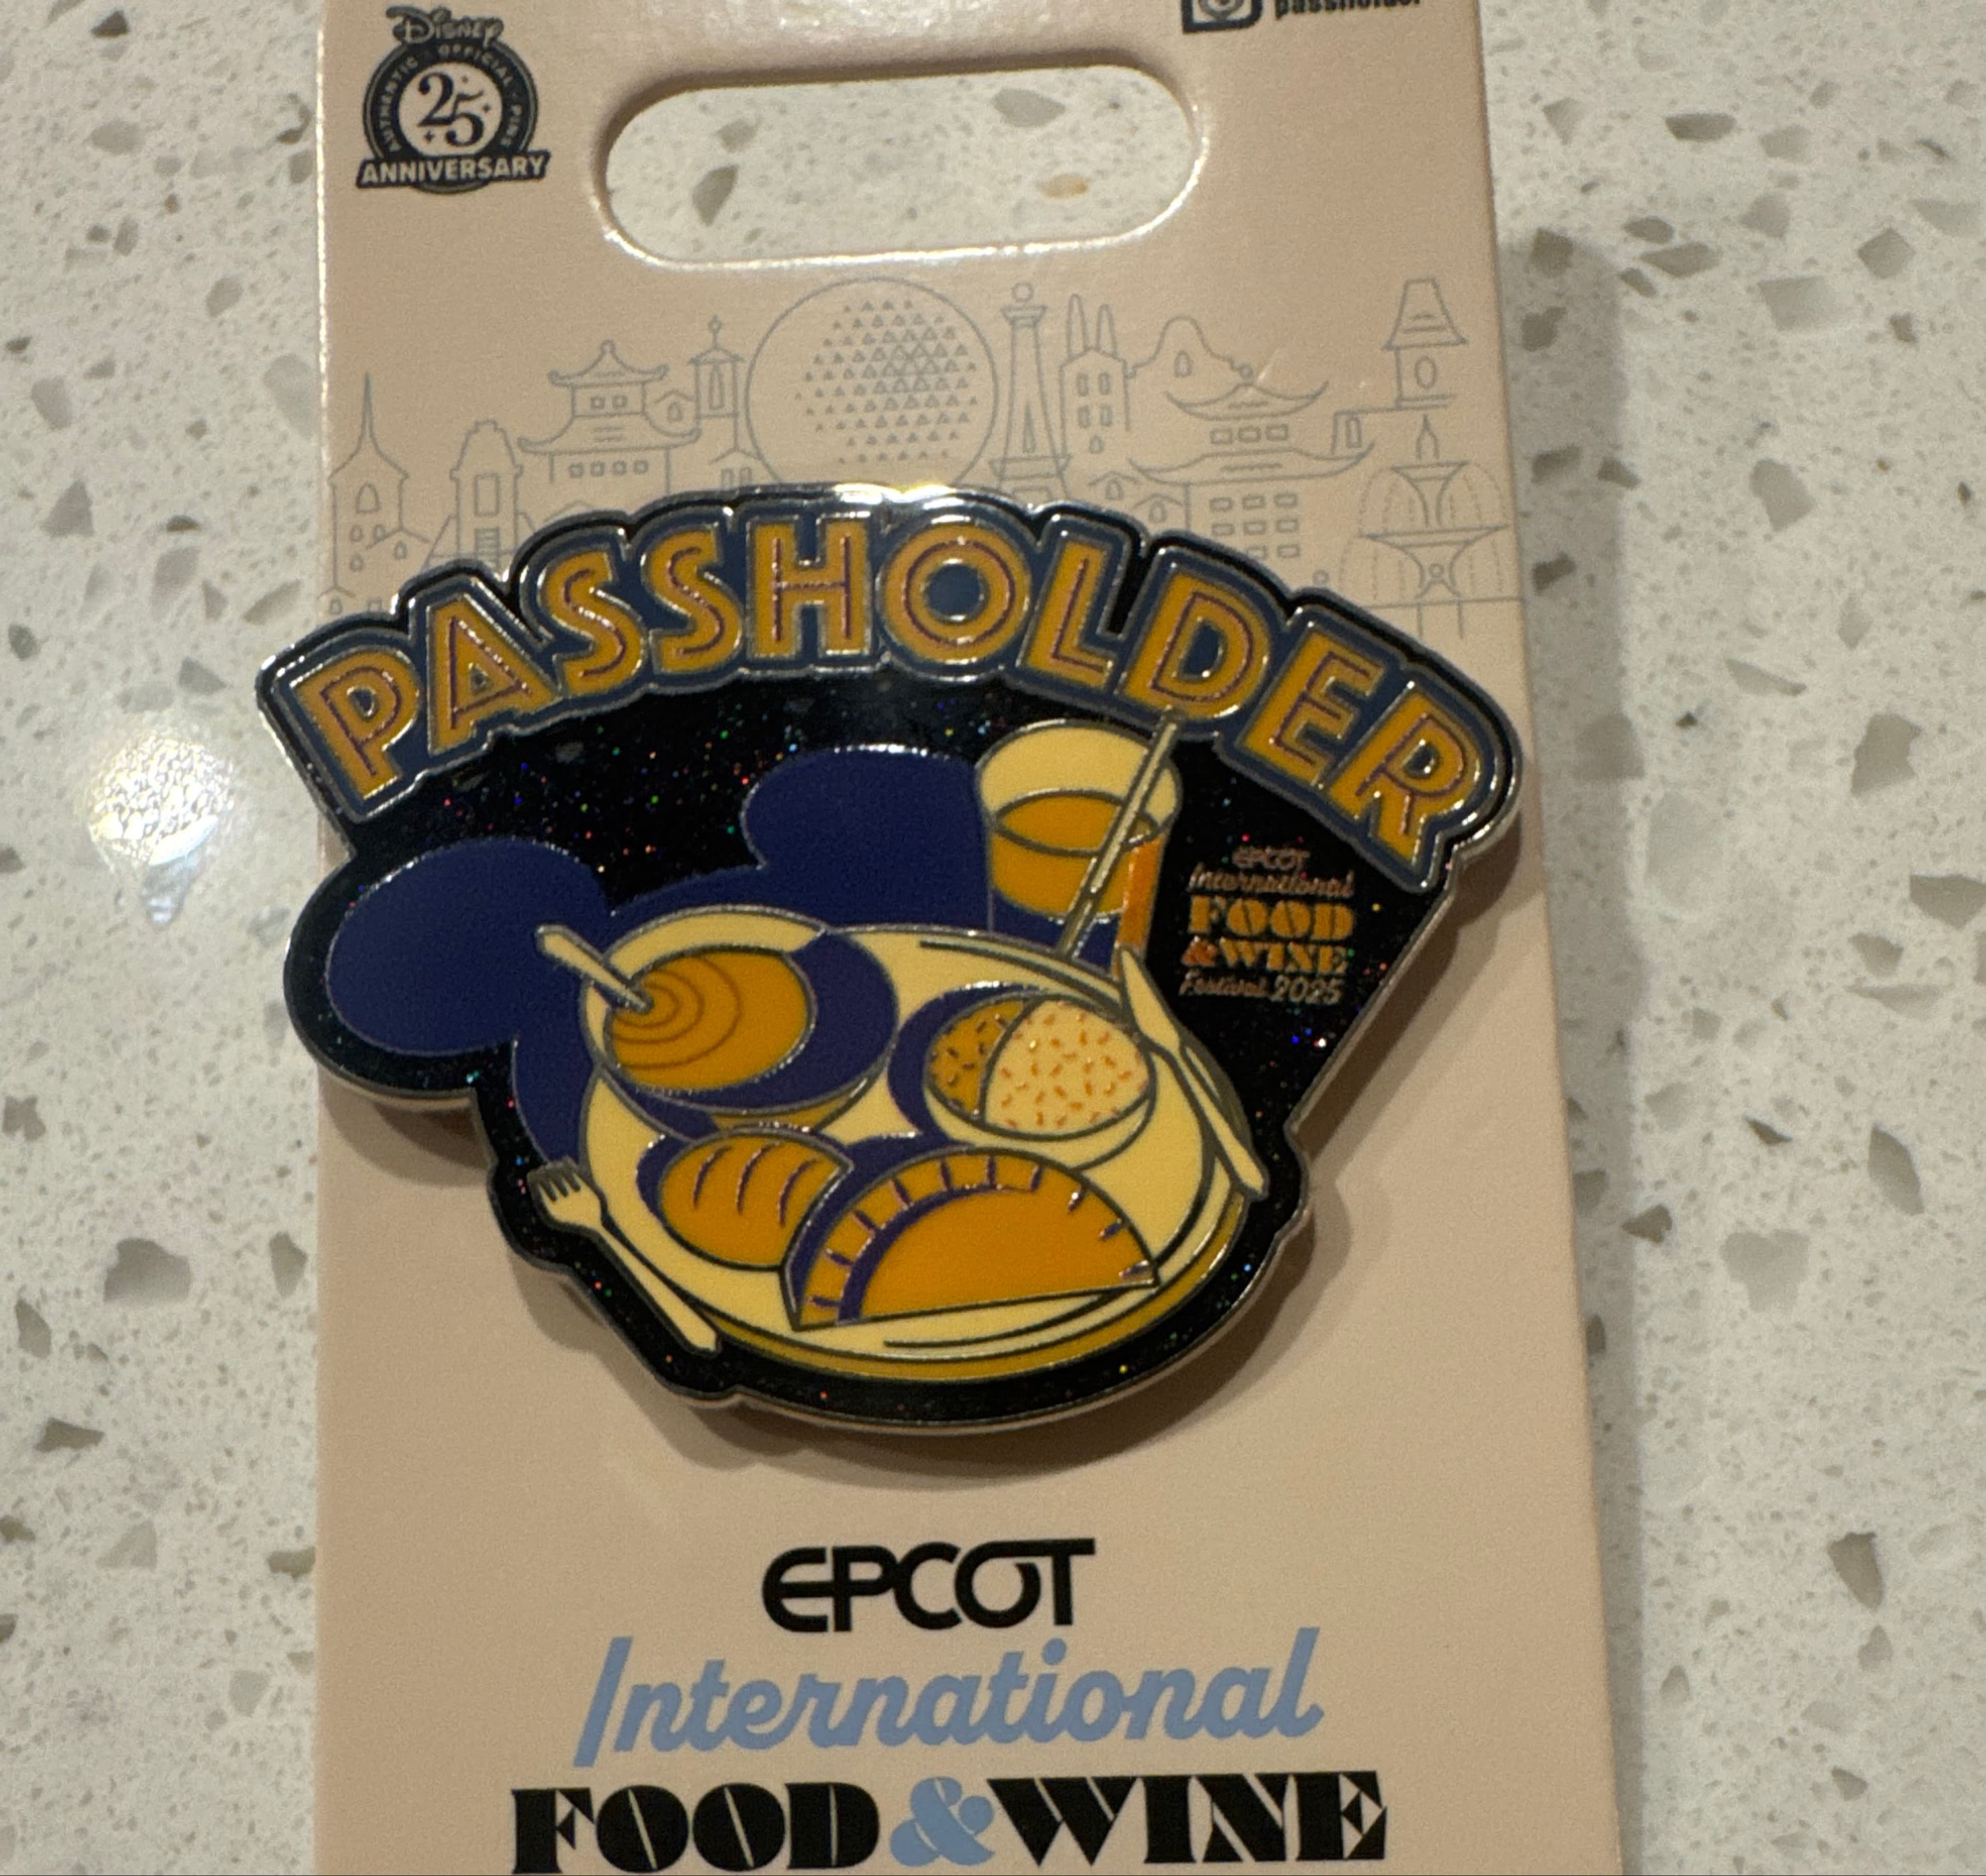 Disney
AUTHENTIC · OFFICIAL · PINS
25
ANNIVERSARY
passholder
PASSHOLDER
EPCOT
International
FOOD
& WINE
Festival 2025
EPCOT
International
FOOD & WINE